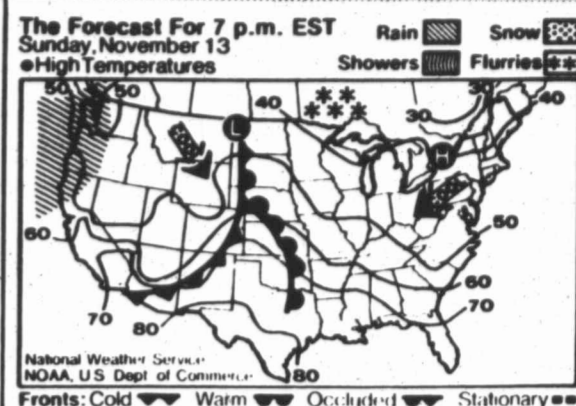 The Forecast For 7 p.m. EST
Sunday, November 13
●High Temperatures
Rain
Snow
Showers
Flurries
50
50
40
30
30
40
L
H
60
50
60
70
70
80
80
National Weather Service
NOAA, U S Dept of Commerce
Fronts: Cold Warm Occluded Stationary